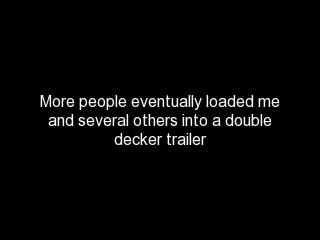 More people eventually loaded me
and several others into a double
decker trailer